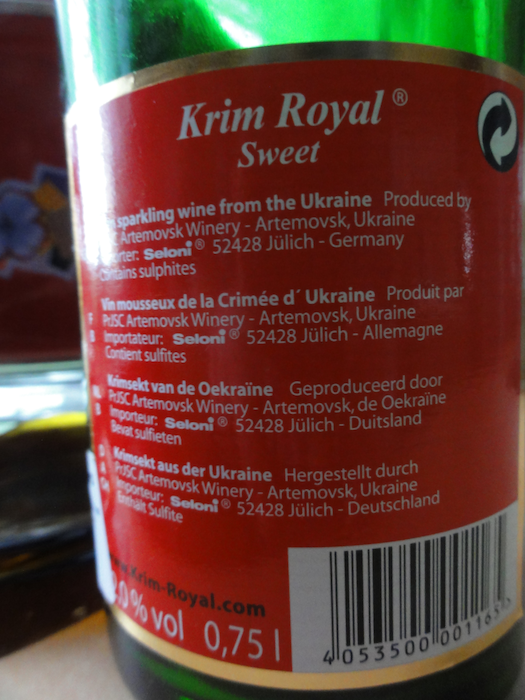 Krim Royal ®
Sweet
sparkling wine from the Ukraine Produced by
Artemovsk Winery - Artemovsk, Ukraine
Seloni ® 52428 Jülich - Germany
sulphites
F
Vin mousseux de la Crimée d´ Ukraine Produit par
PrJSC Artemovsk Winery - Artemovsk, Ukraine
B
Importateur: Seloni ® 52428 Jülich - Allemagne
Contient sulfites
Krimsekt van de Oekraïne Geproduceerd door
PrJSC Artemovsk Winery - Artemovsk, de Oekraïne
B
Importeur: Seloni ® 52428 Jülich - Duitsland
Bevat sulfieten
D
Krimsekt aus der Ukraine Hergestellt durch
A
PrJSC Artemovsk Winery - Artemovsk, Ukraine
CH
Importeur: Seloni ® 52428 Jülich - Deutschland
Enthält Sulfite
www.Krim-Royal.com
% vol 0,75 l